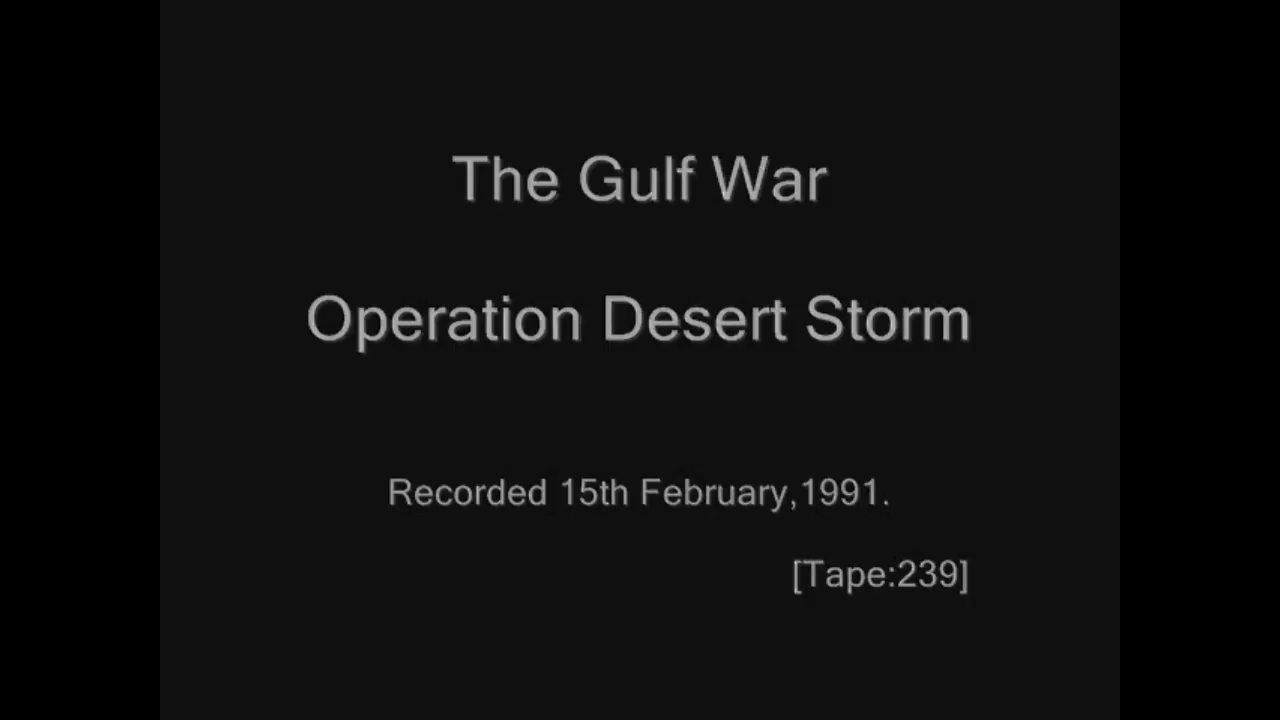 The Gulf War
Operation Desert Storm
Recorded 15th February,1991.
[Tape:239]